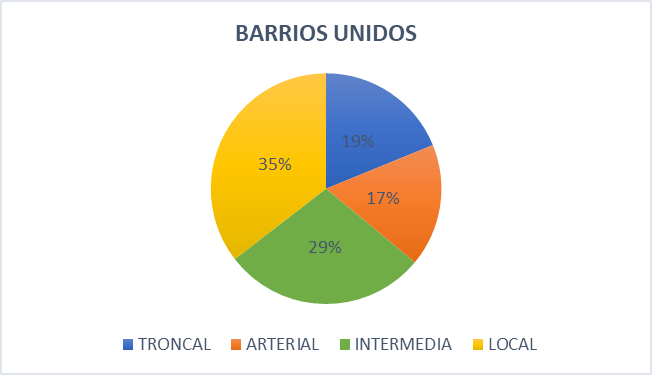 BARRIOS UNIDOS
19%
35%
17%
29%
TRONCAL ARTERIAL INTERMEDIA LOCAL